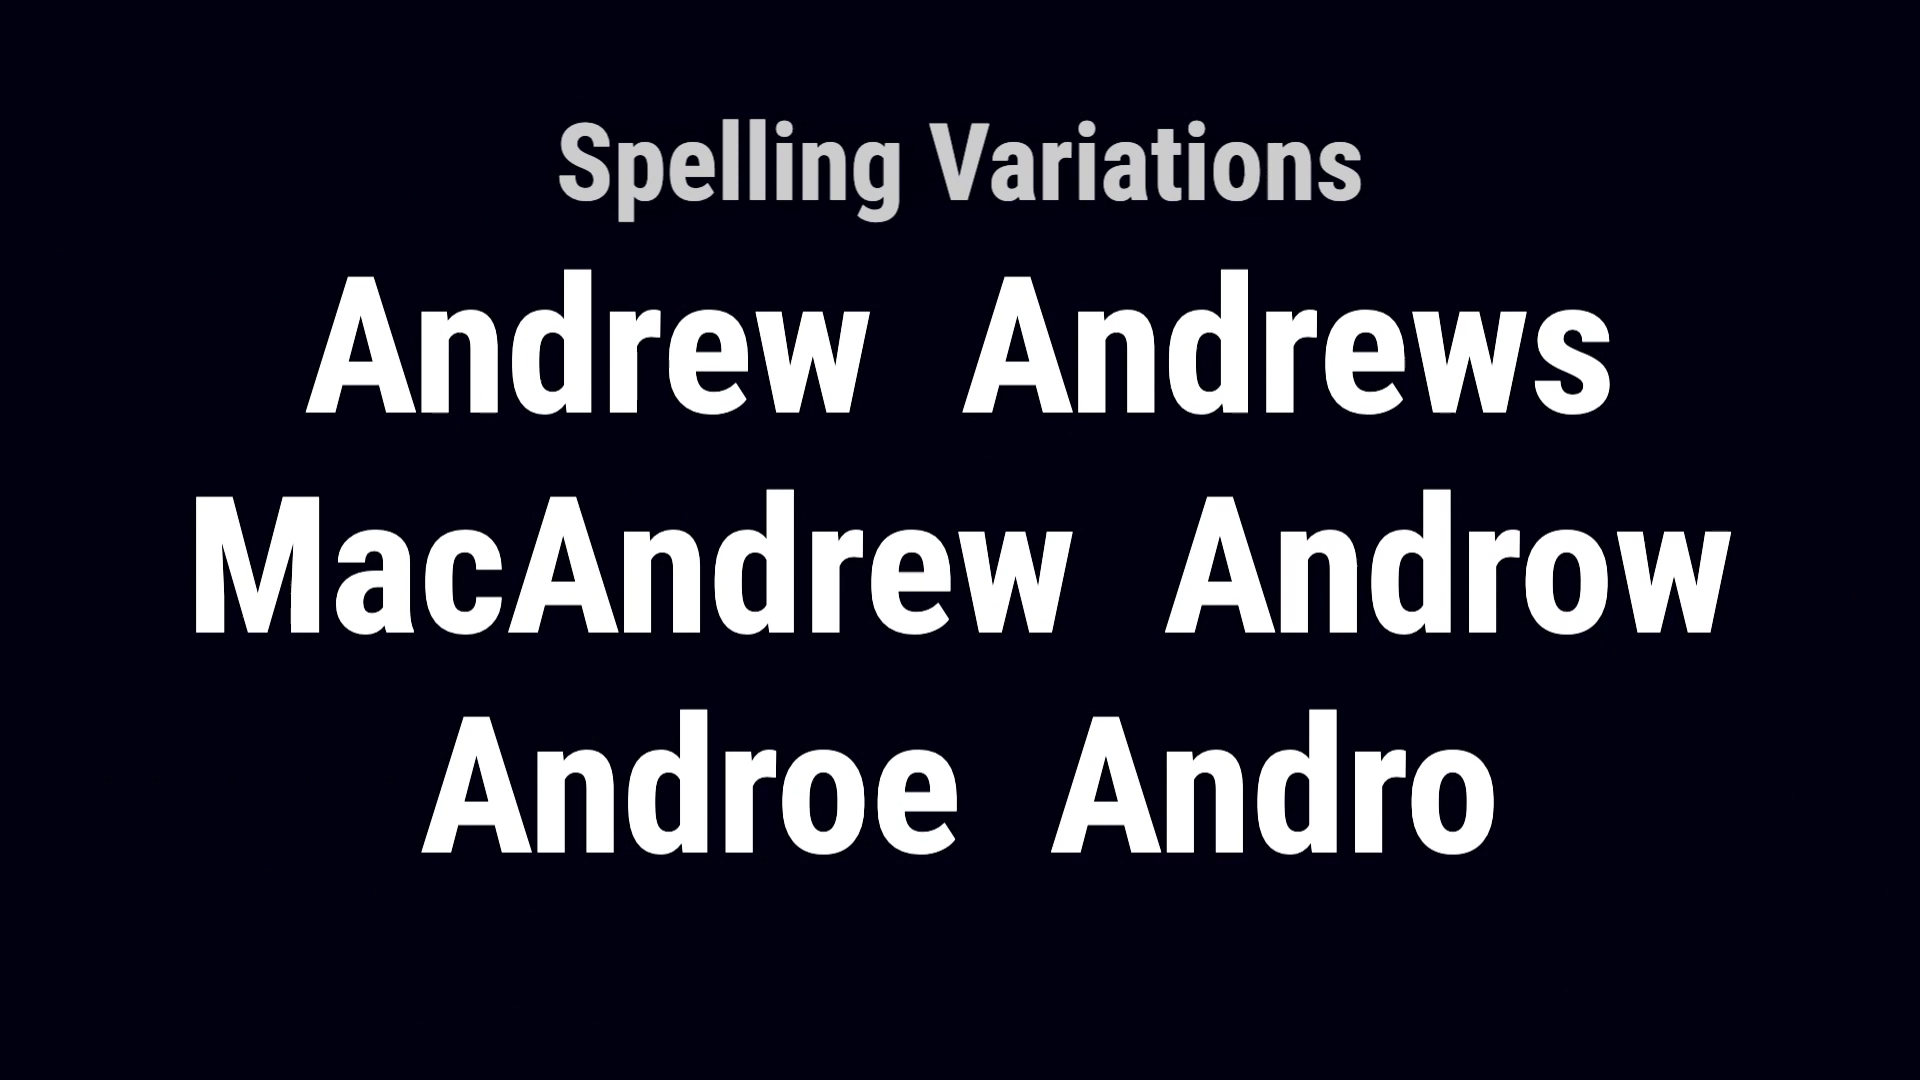 Spelling Variations
Andrew Andrews
MacAndrew Androw
Androe Andro